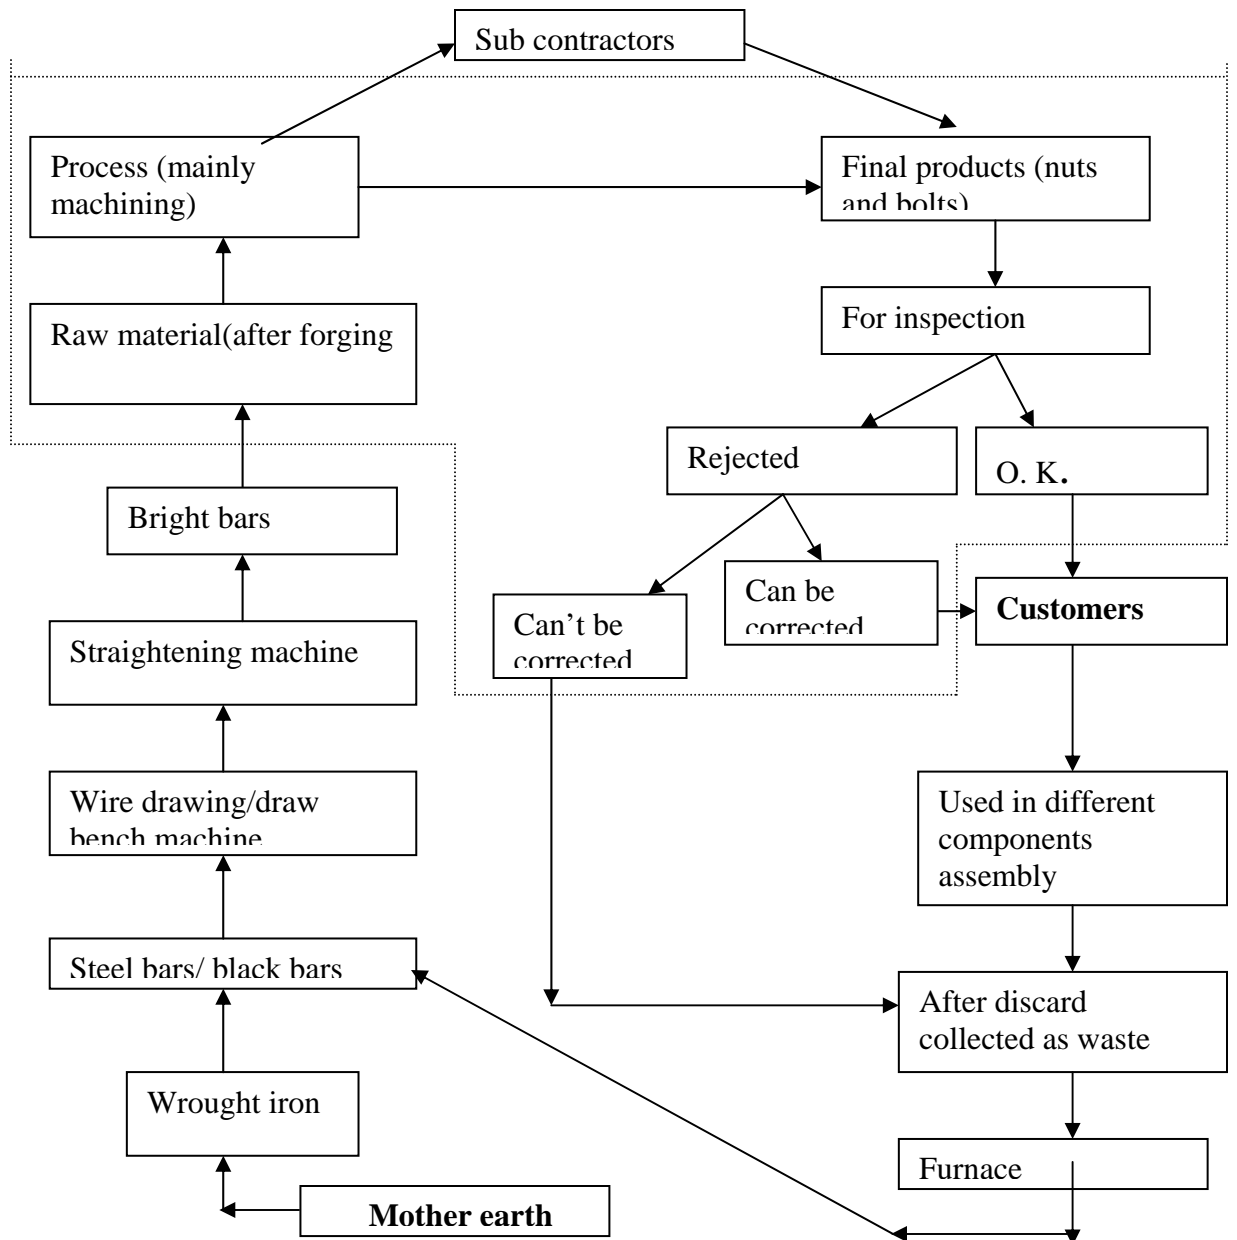 Sub contractors
Process (mainly
machining)
Final products (nuts
and bolts)
Raw material(after forging
For inspection
Rejected
O. K.
Bright bars
Can't be
corrected
Can be
corrected
Customers
Straightening machine
Wire drawing/draw
bench machine
Used in different
components
assembly
Steel bars/ black bars
After discard
collected as waste
Wrought iron
Furnace
Mother earth